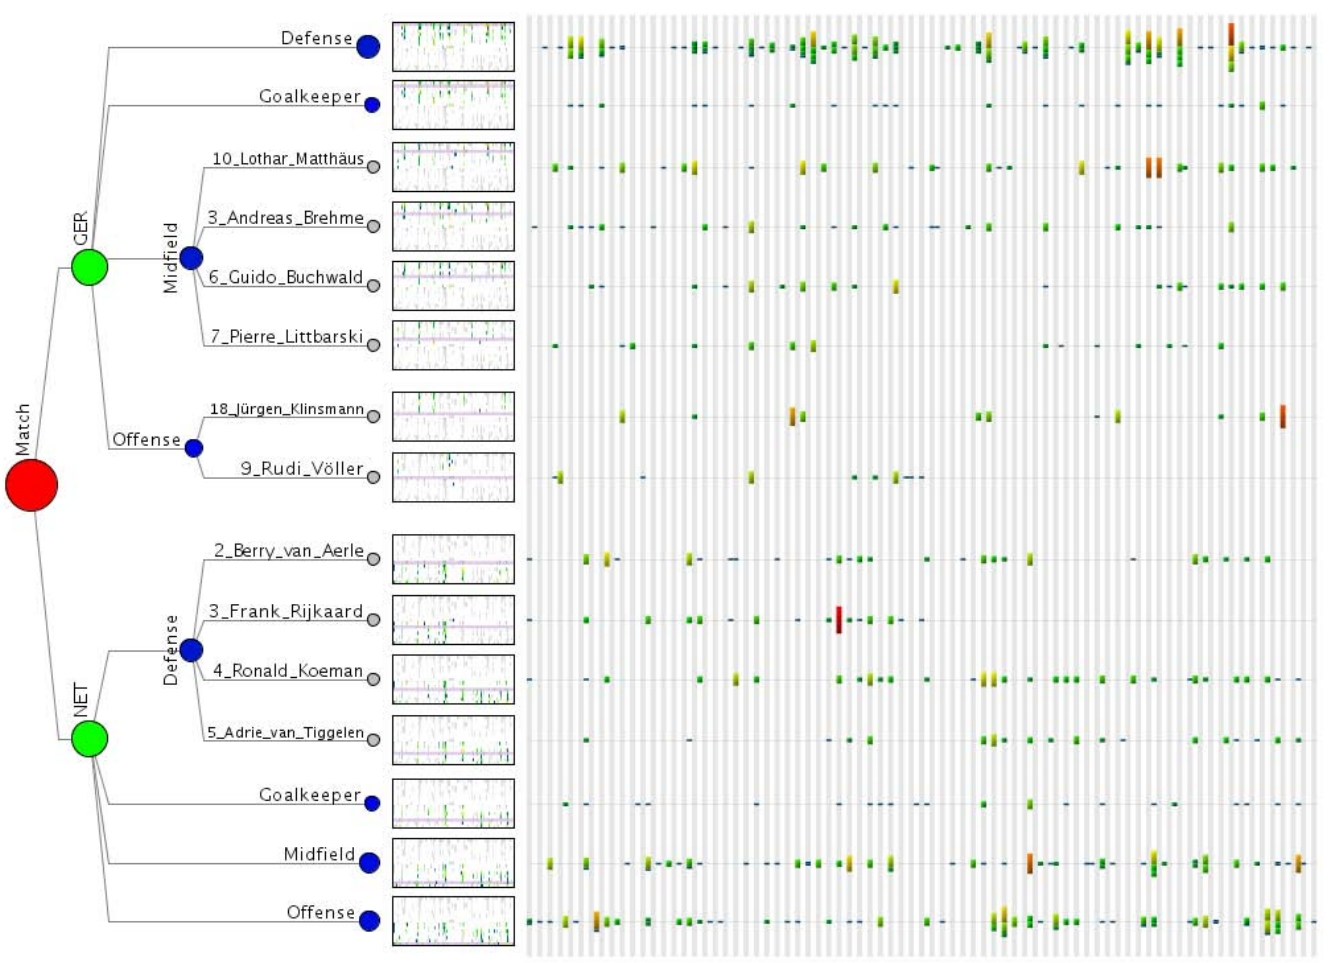 Defense
Goalkeeper
10_Lothar_Matthäus
3_Andreas_Brehme
GER
Midfield
6_Guido_Buchwald
7_Pierre_Littbarski
18_Jürgen_Klinsmann
Match
Offense
9_Rudi_Völler
2_Berry_van_Aerle
3_Frank_Rijkaard
Defense
4_Ronald_Koeman
NET
5_Adrie_van_Tiggelen
Goalkeeper
Midfield
Offense